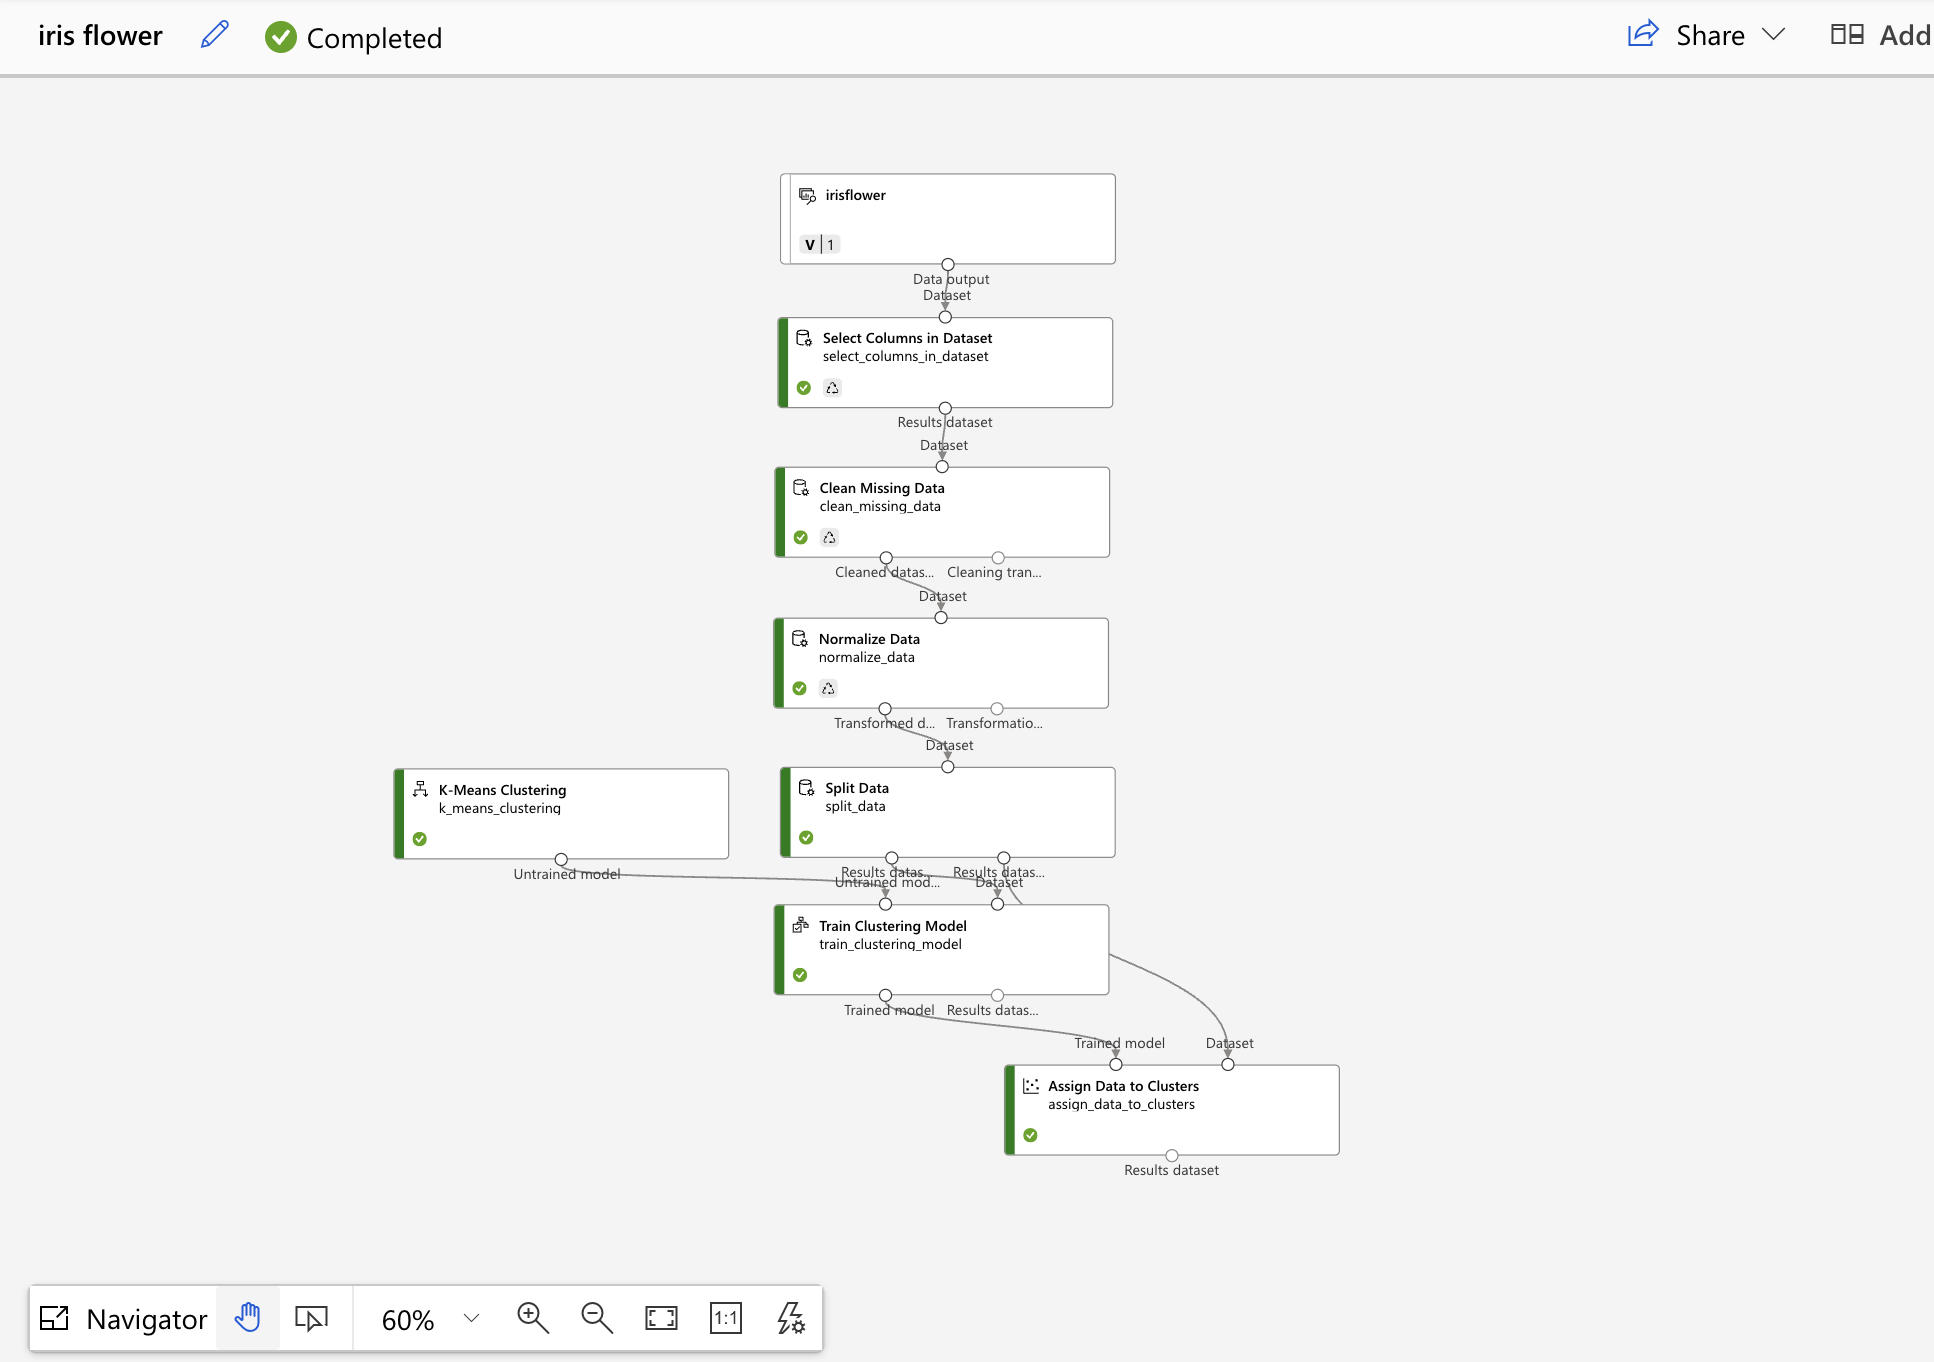 iris flower
Completed
Share
Add
irisflower
V 1
Data output
Dataset
Select Columns in Dataset
select_columns_in_dataset
Results dataset
Dataset
Clean Missing Data
clean_missing_data
Cleaned datas... Cleaning tran...
Dataset
Normalize Data
normalize_data
Transformed d... Transformatio...
Dataset
K-Means Clustering
k_means_clustering
Untrained model
Split Data
split_data
Results datas... Results datas...
Untrained mod... Dataset
Train Clustering Model
train_clustering_model
Trained model Results datas...
Trained model Dataset
Assign Data to Clusters
assign_data_to_clusters
Results dataset
Navigator
60%
1:1